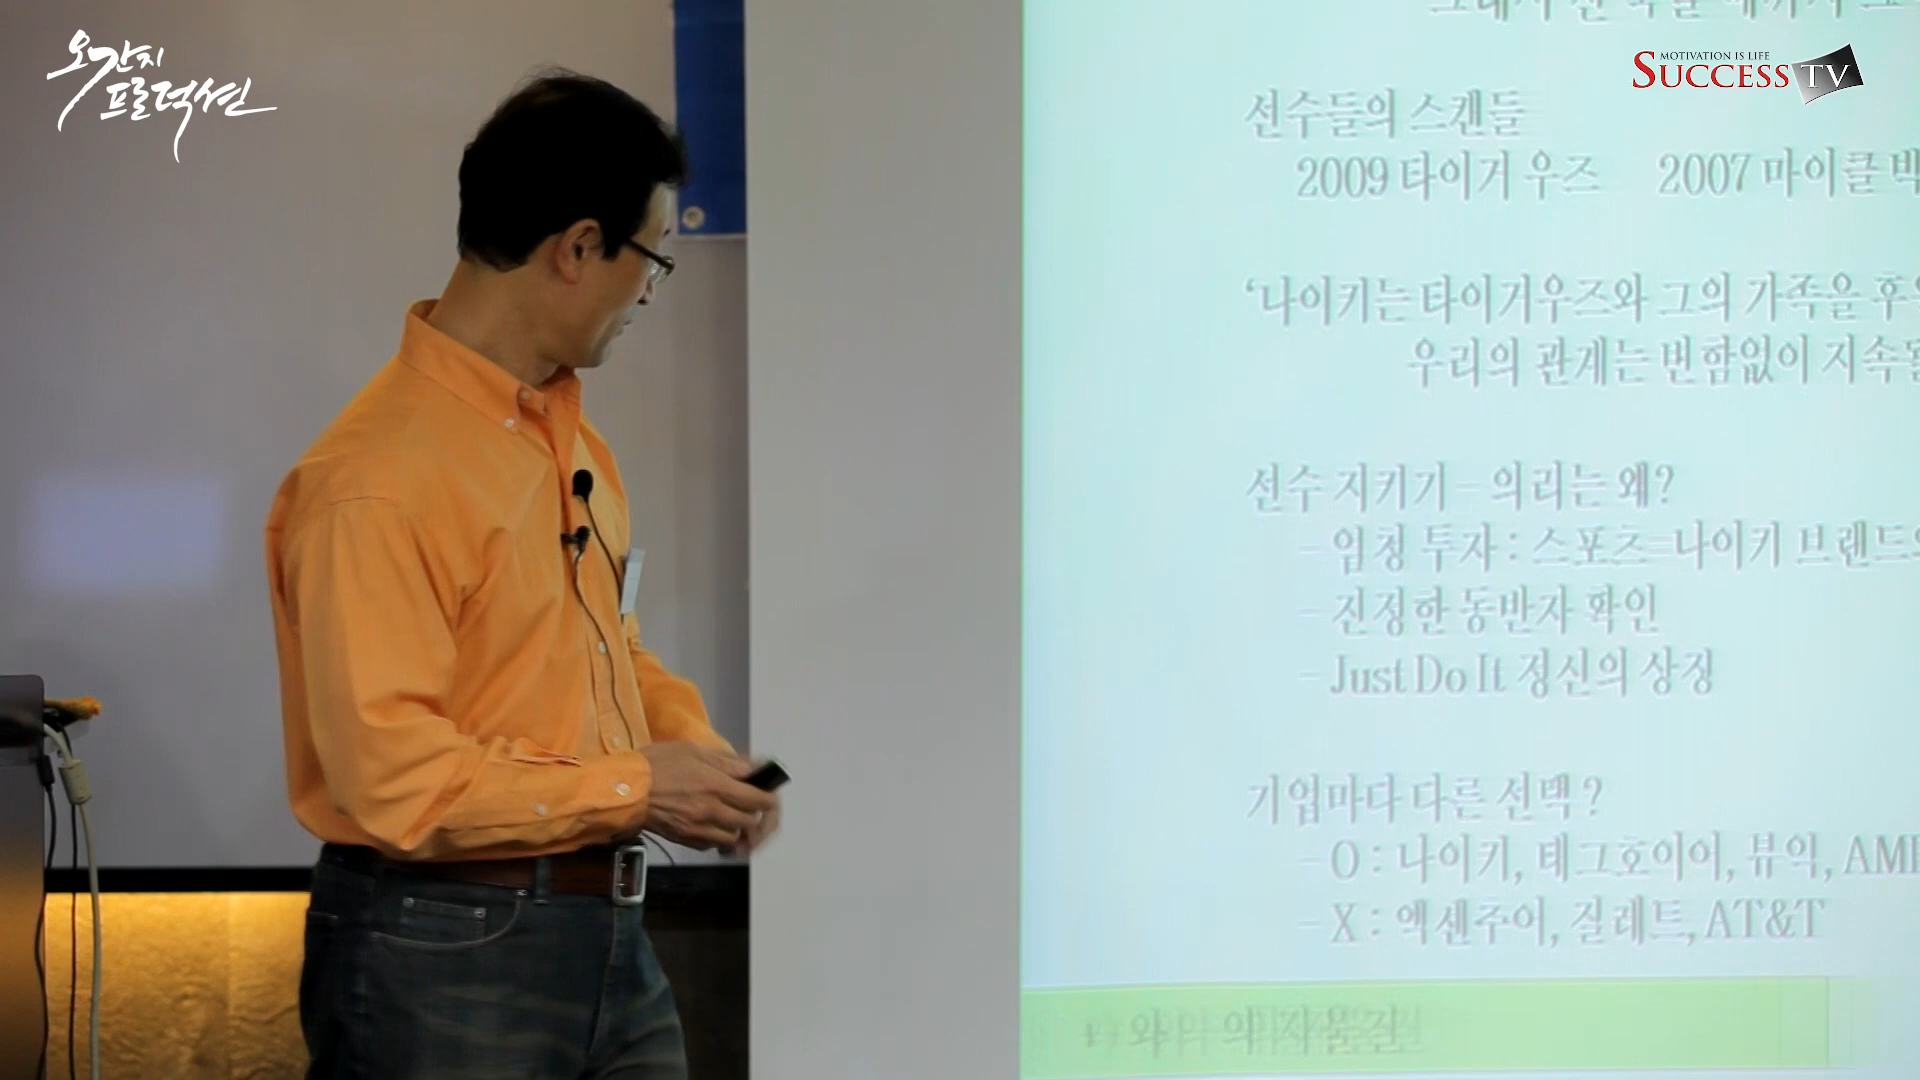 오간지
프로덕션
MOTIVATION IS LIFE
SUCCESS TV
선수들의 스캔들
2009 타이거 우즈 2007 마이클
‘나이키는 타이거우즈와 그의 가족을
우리의 관계는 변함없이
선수 지키기 – 의리는 왜?
– 엄청 투자 : 스포츠=나이키
– 진정한 동반자 확인
– Just Do It 정신의 상징
기업마다 다른 선택 ?
– O : 나이키, 테그호이어, 뷰익,
– X : 액센추어, 질레트, AT&T